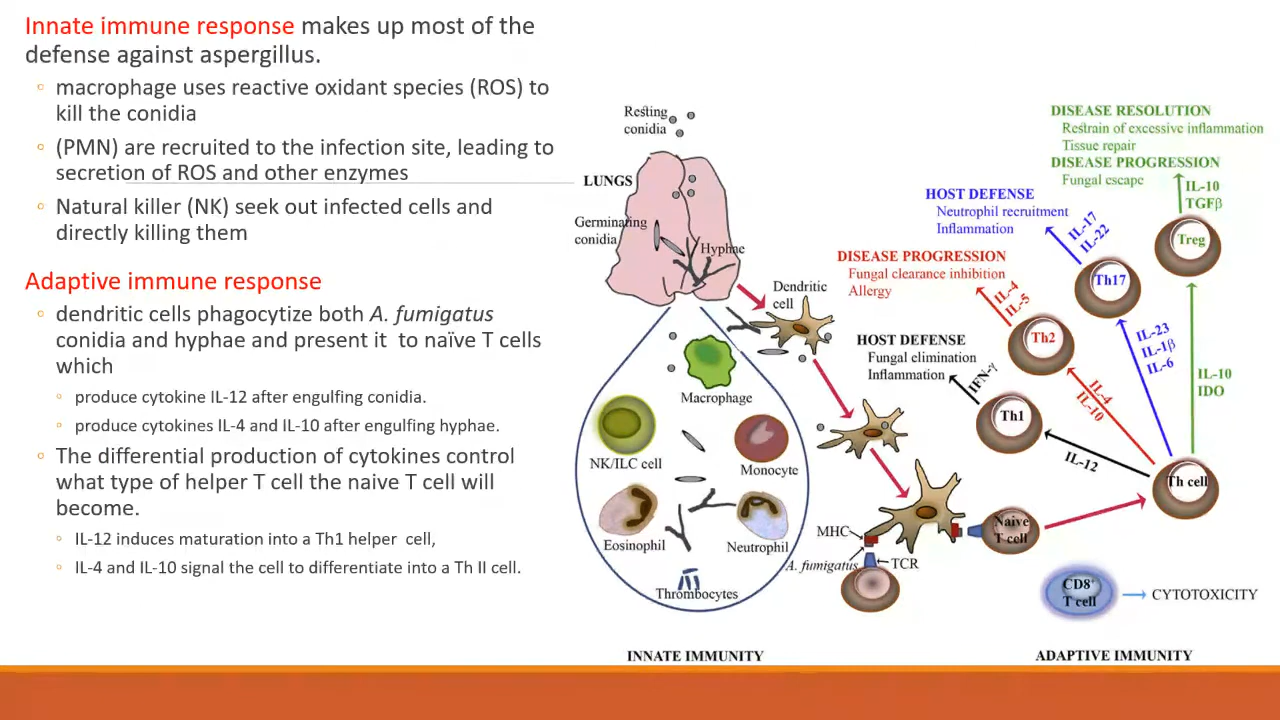 Innate immune response makes up most of the
defense against aspergillus.
◦ macrophage uses reactive oxidant species (ROS) to
kill the conidia
◦ (PMN) are recruited to the infection site, leading to
secretion of ROS and other enzymes
◦ Natural killer (NK) seek out infected cells and
directly killing them
Adaptive immune response
◦ dendritic cells phagocytize both A. fumigatus
conidia and hyphae and present it to naïve T cells
which
◦ produce cytokine IL-12 after engulfing conidia.
◦ produce cytokines IL-4 and IL-10 after engulfing hyphae.
◦ The differential production of cytokines control
what type of helper T cell the naive T cell will
become.
◦ IL-12 induces maturation into a Th1 helper cell,
◦ IL-4 and IL-10 signal the cell to differentiate into a Th II cell.
Resting
conidia
LUNGS
Germinating
conidia
Hyphae
Dendritic
cell
Macrophage
NK/ILC cell
Monocyte
Eosinophil
Neutrophil
Thrombocytes
INNATE IMMUNITY
DISEASE RESOLUTION
Restrain of excessive inflammation
Tissue repair
DISEASE PROGRESSION
Fungal escape
IL-10
TGFβ
Treg
HOST DEFENSE
Neutrophil recruitment
Inflammation
IL-17
IL-22
Th17
DISEASE PROGRESSION
Fungal clearance inhibition
Allergy
IL-4
IL-5
Th2
HOST DEFENSE
Fungal elimination
Inflammation
IFN-γ
Th1
IL-23
IL-1β
IL-6
IL-10
IDO
IL-4
IL-10
IL-12
Th cell
Naive
T cell
MHC
A. fumigatus
TCR
CD8⁺
T cell
CYTOTOXICITY
ADAPTIVE IMMUNITY